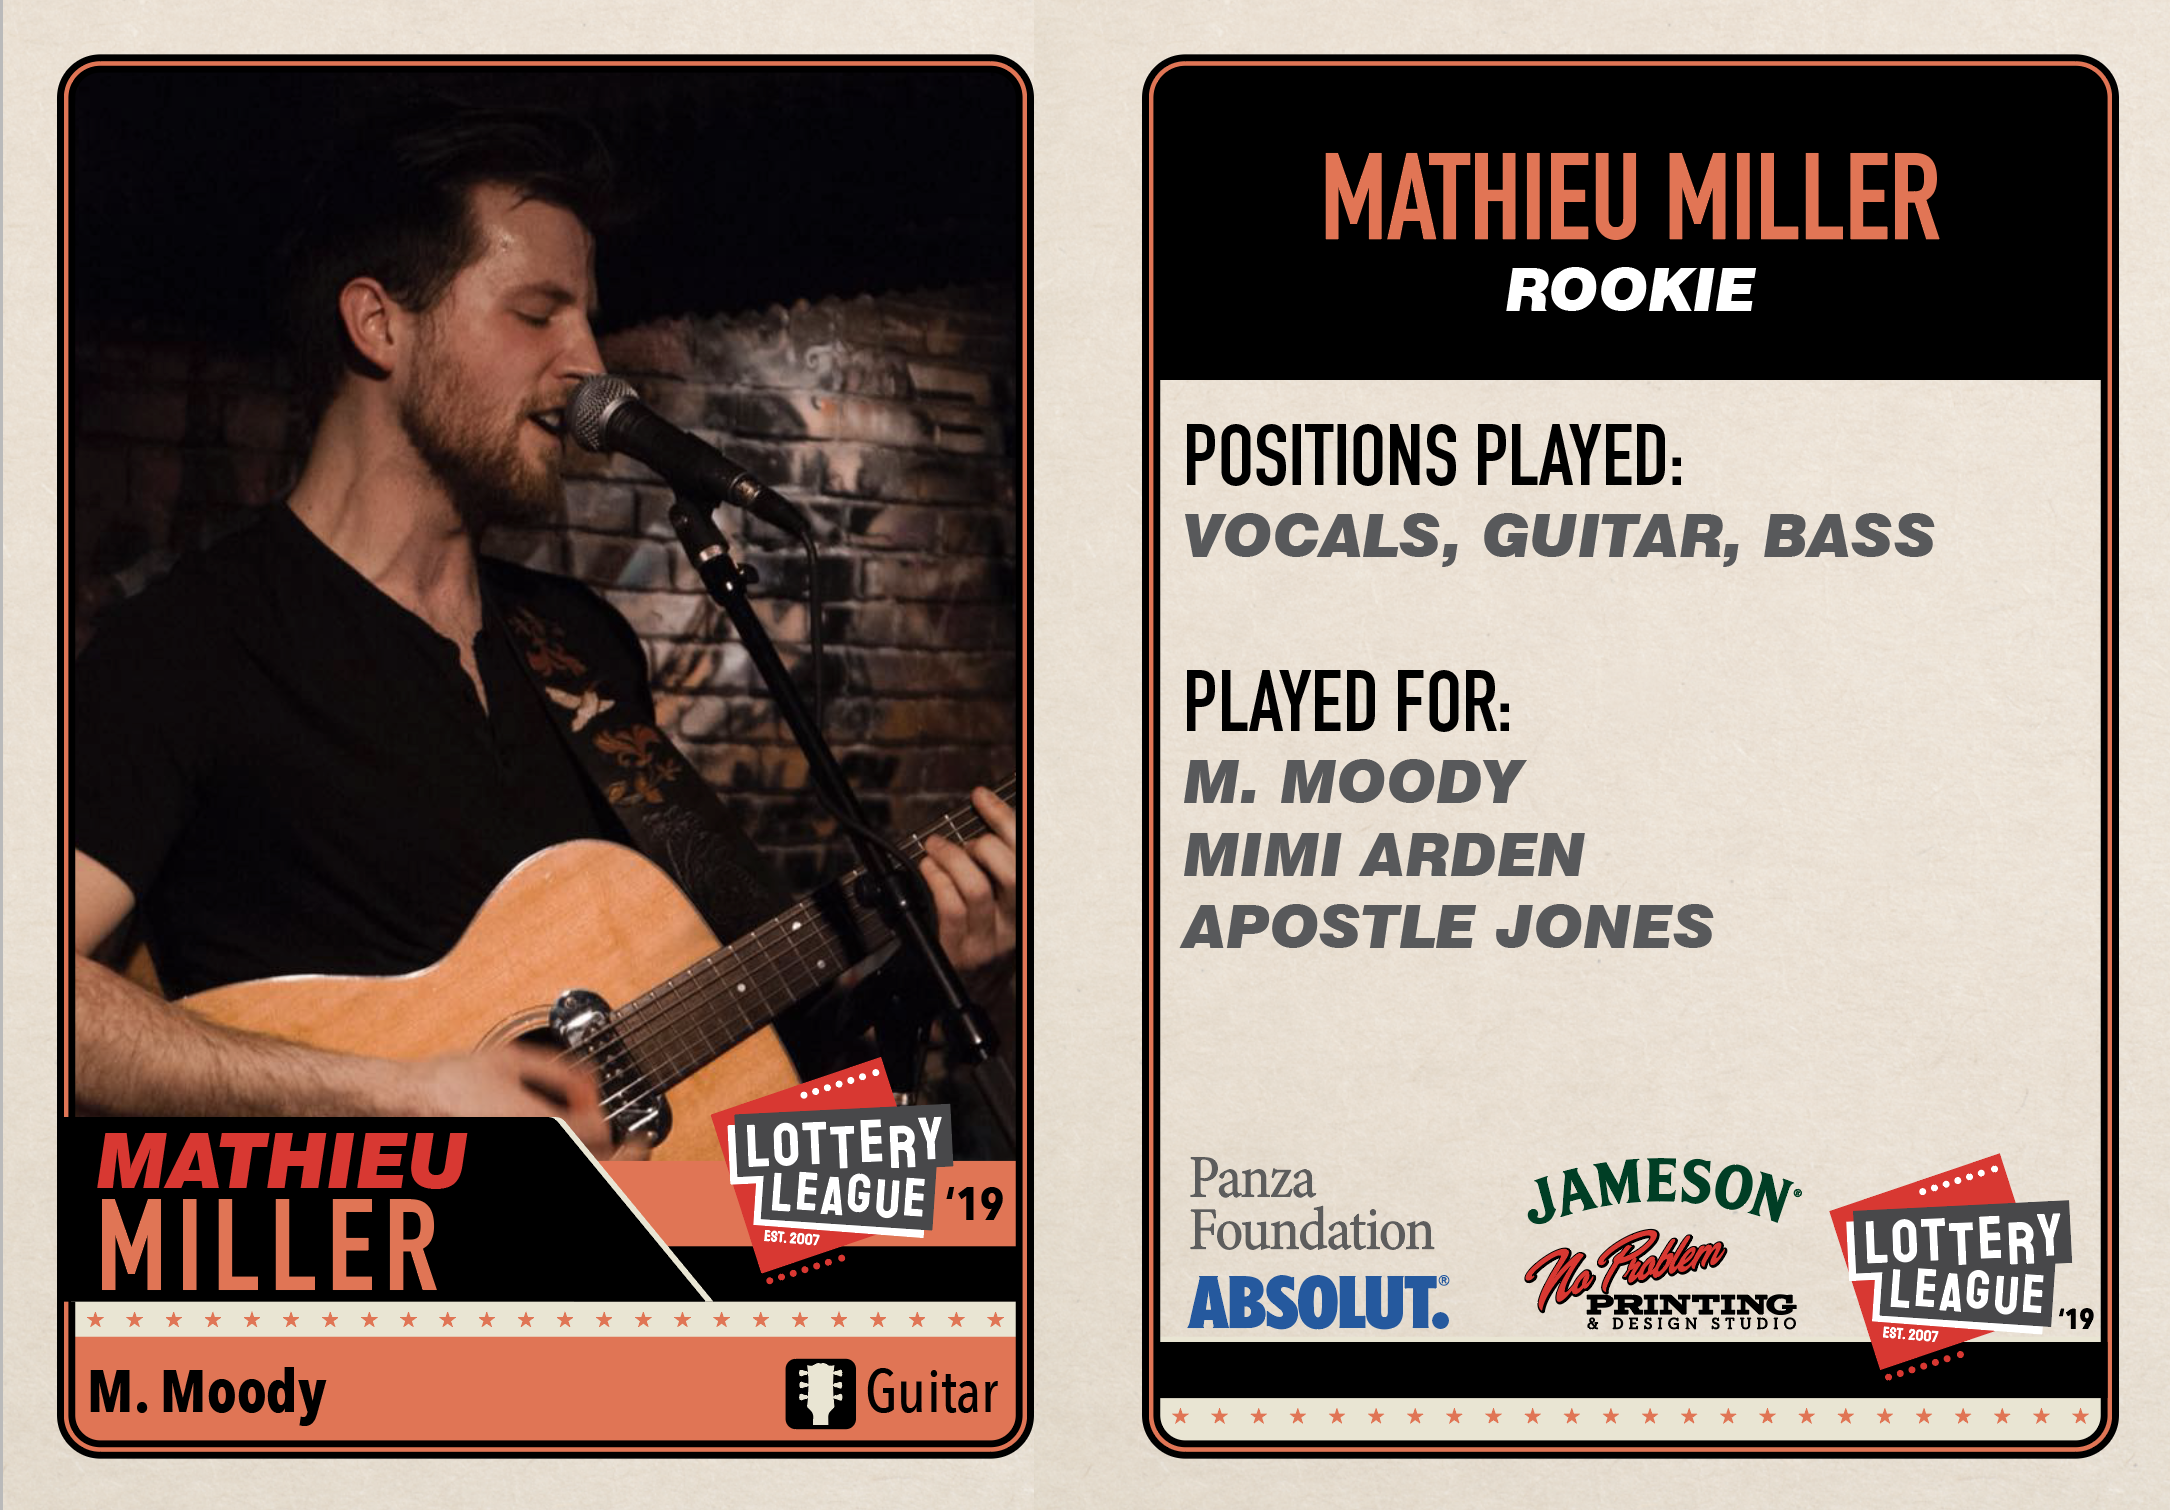 MATHIEU
MILLER
LOTTERY
LEAGUE
EST. 2007
'19
M. Moody
Guitar
MATHIEU MILLER
ROOKIE
POSITIONS PLAYED:
VOCALS, GUITAR, BASS
PLAYED FOR:
M. MOODY
MIMI ARDEN
APOSTLE JONES
Panza
Foundation
ABSOLUT.®
JAMESON®
No Problem
PRINTING
& DESIGN STUDIO
LOTTERY
LEAGUE
EST. 2007
'19